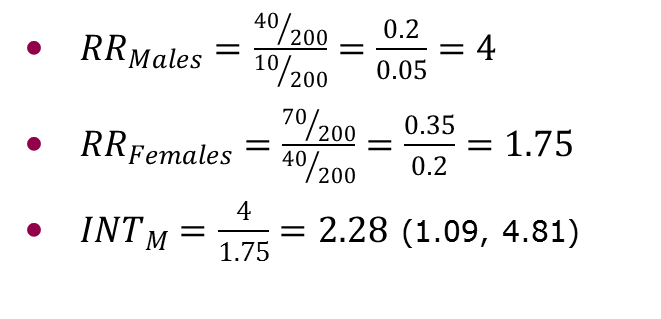 • RR_Males = (40/200)/(10/200) = 0.2/0.05 = 4
• RR_Females = (70/200)/(40/200) = 0.35/0.2 = 1.75
• INT_M = 4/1.75 = 2.28 (1.09, 4.81)